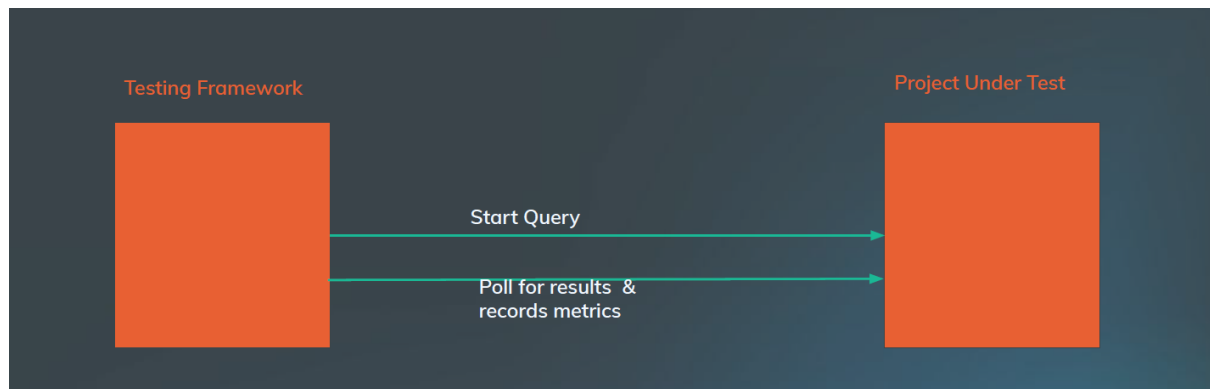 Testing Framework
Project Under Test
Start Query
Poll for results &
records metrics